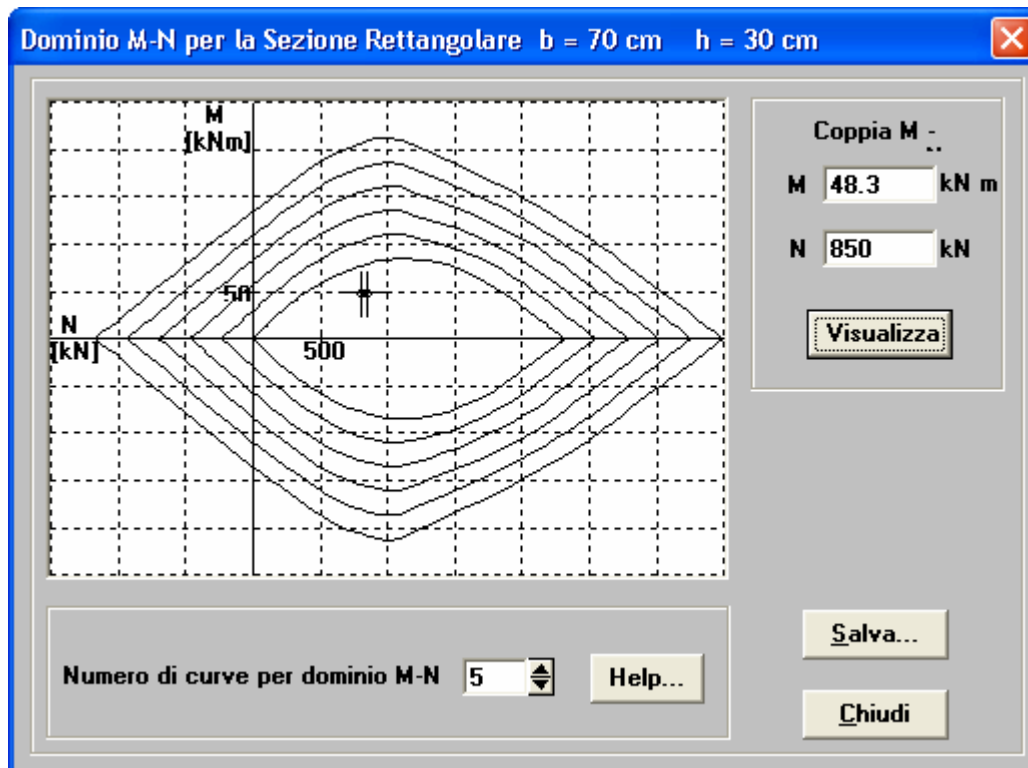 Dominio M-N per la Sezione Rettangolare b = 70 cm h = 30 cm
M
[kNm]
50
N
[kN]
500
Coppia M -
M 48.3 kN m
N 850 kN
Visualizza
Numero di curve per dominio M-N 5
Help...
Salva...
Chiudi